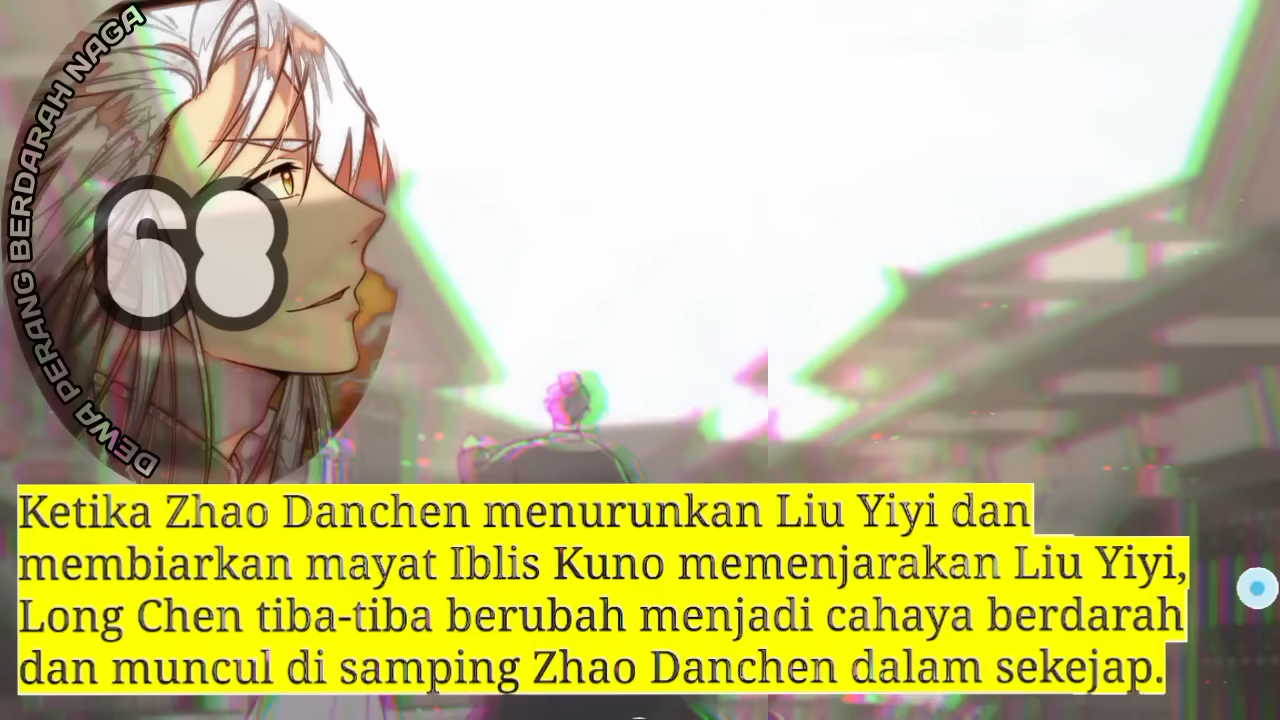 DEWA PERANG BERDARAH NAGA
68
Ketika Zhao Danchen menurunkan Liu Yiyi dan
membiarkan mayat Iblis Kuno memenjarakan Liu Yiyi,
Long Chen tiba-tiba berubah menjadi cahaya berdarah
dan muncul di samping Zhao Danchen dalam sekejap.